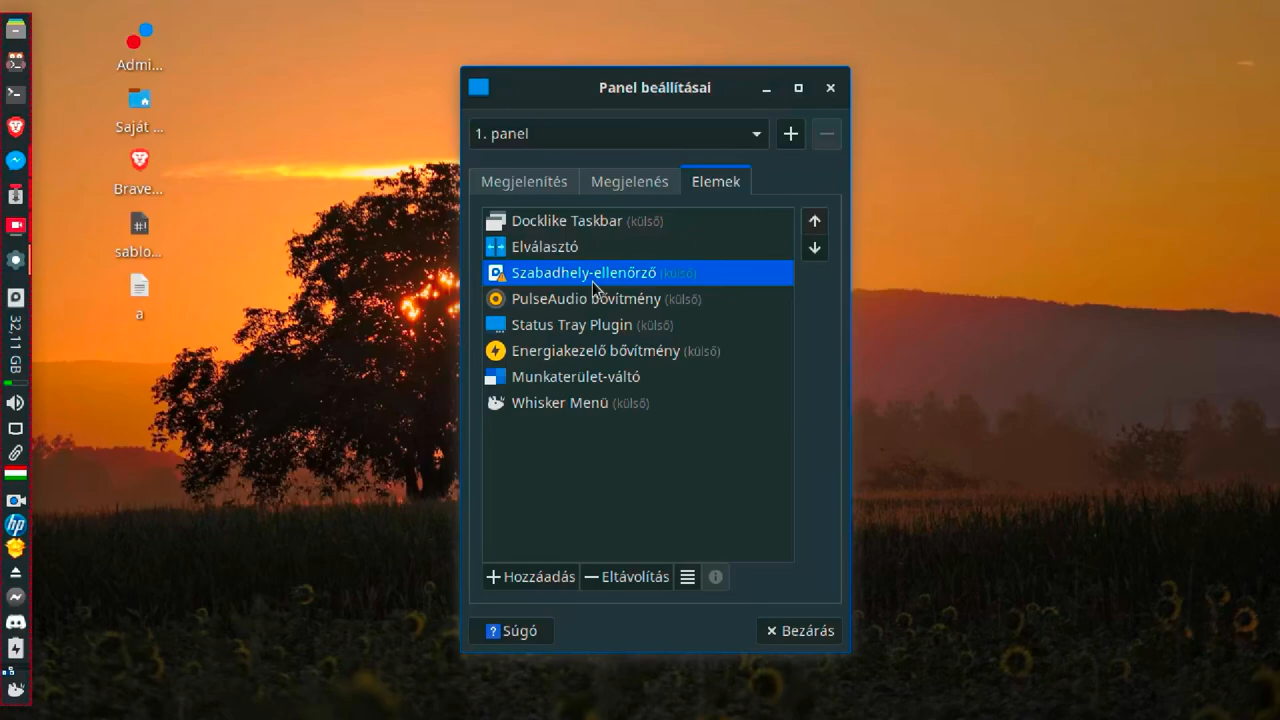 Admi...
Saját ...
Brave...
sablo...
a
32,11 GB
hp
Panel beállításai
1. panel
Megjelenítés
Megjelenés
Elemek
Docklike Taskbar (külső)
Elválasztó
Szabadhely-ellenőrző (külső)
PulseAudio bővítmény (külső)
Status Tray Plugin (külső)
Energiakezelő bővítmény (külső)
Munkaterület-váltó
Whisker Menü (külső)
Hozzáadás
Eltávolítás
Súgó
Bezárás